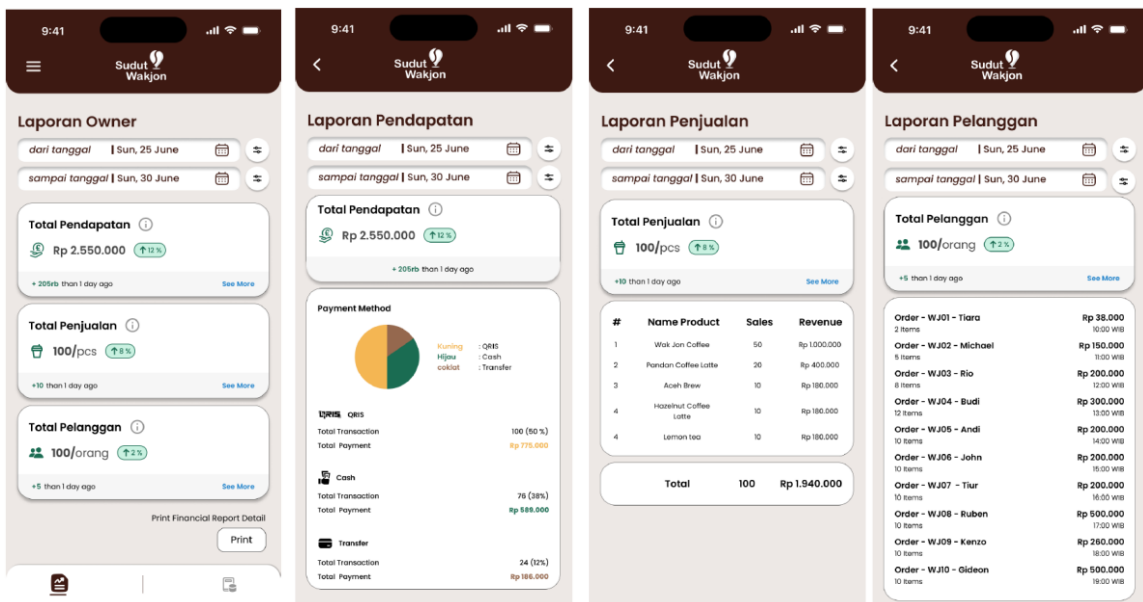 9:41
Sudut
Wakjon
Laporan Owner
dari tanggal | Sun, 25 June
sampai tanggal | Sun, 30 June
Total Pendapatan
Rp 2.550.000 ↑ 12 %
+ 205rb than 1 day ago See More
Total Penjualan
100/pcs ↑ 8 %
+10 than 1 day ago See More
Total Pelanggan
100/orang ↑ 2 %
+5 than 1 day ago See More
Print Financial Report Detail
Print
9:41
Sudut
Wakjon
Laporan Pendapatan
dari tanggal | Sun, 25 June
sampai tanggal | Sun, 30 June
Total Pendapatan
Rp 2.550.000 ↑ 12 %
+ 205rb than 1 day ago
Payment Method
Kuning : QRIS
Hijau : Cash
coklat : Transfer
QRIS QRIS
Total Transaction 100 (50 %)
Total Payment Rp 775.000
Cash
Total Transaction 76 (38%)
Total Payment Rp 589.000
Transfer
Total Transaction 24 (12%)
Total Payment Rp 186.000
9:41
Sudut
Wakjon
Laporan Penjualan
dari tanggal | Sun, 25 June
sampai tanggal | Sun, 30 June
Total Penjualan
100/pcs ↑ 8 %
+10 than 1 day ago See More
# Name Product Sales Revenue
1 Wak Jon Coffee 50 Rp 1.000.000
2 Pandan Coffee Latte 20 Rp 400.000
3 Aceh Brew 10 Rp 180.000
4 Hazelnut Coffee Latte 10 Rp 180.000
4 Lemon tea 10 Rp 180.000
Total 100 Rp 1.940.000
9:41
Sudut
Wakjon
Laporan Pelanggan
dari tanggal | Sun, 25 June
sampai tanggal | Sun, 30 June
Total Pelanggan
100/orang ↑ 2 %
+5 than 1 day ago See More
Order - WJ01 - Tiara Rp 38.000
2 Items 10:00 WIB
Order - WJ02 - Michael Rp 150.000
5 Items 11:00 WIB
Order - WJ03 - Rio Rp 200.000
8 Items 12:00 WIB
Order - WJ04 - Budi Rp 300.000
12 Items 13:00 WIB
Order - WJ05 - Andi Rp 200.000
10 Items 14:00 WIB
Order - WJ06 - John Rp 200.000
10 Items 15:00 WIB
Order - WJ07 - Tiur Rp 200.000
10 Items 16:00 WIB
Order - WJ08 - Ruben Rp 500.000
10 Items 17:00 WIB
Order - WJ09 - Kenzo Rp 260.000
10 Items 18:00 WIB
Order - WJ10 - Gideon Rp 500.000
10 Items 19:00 WIB